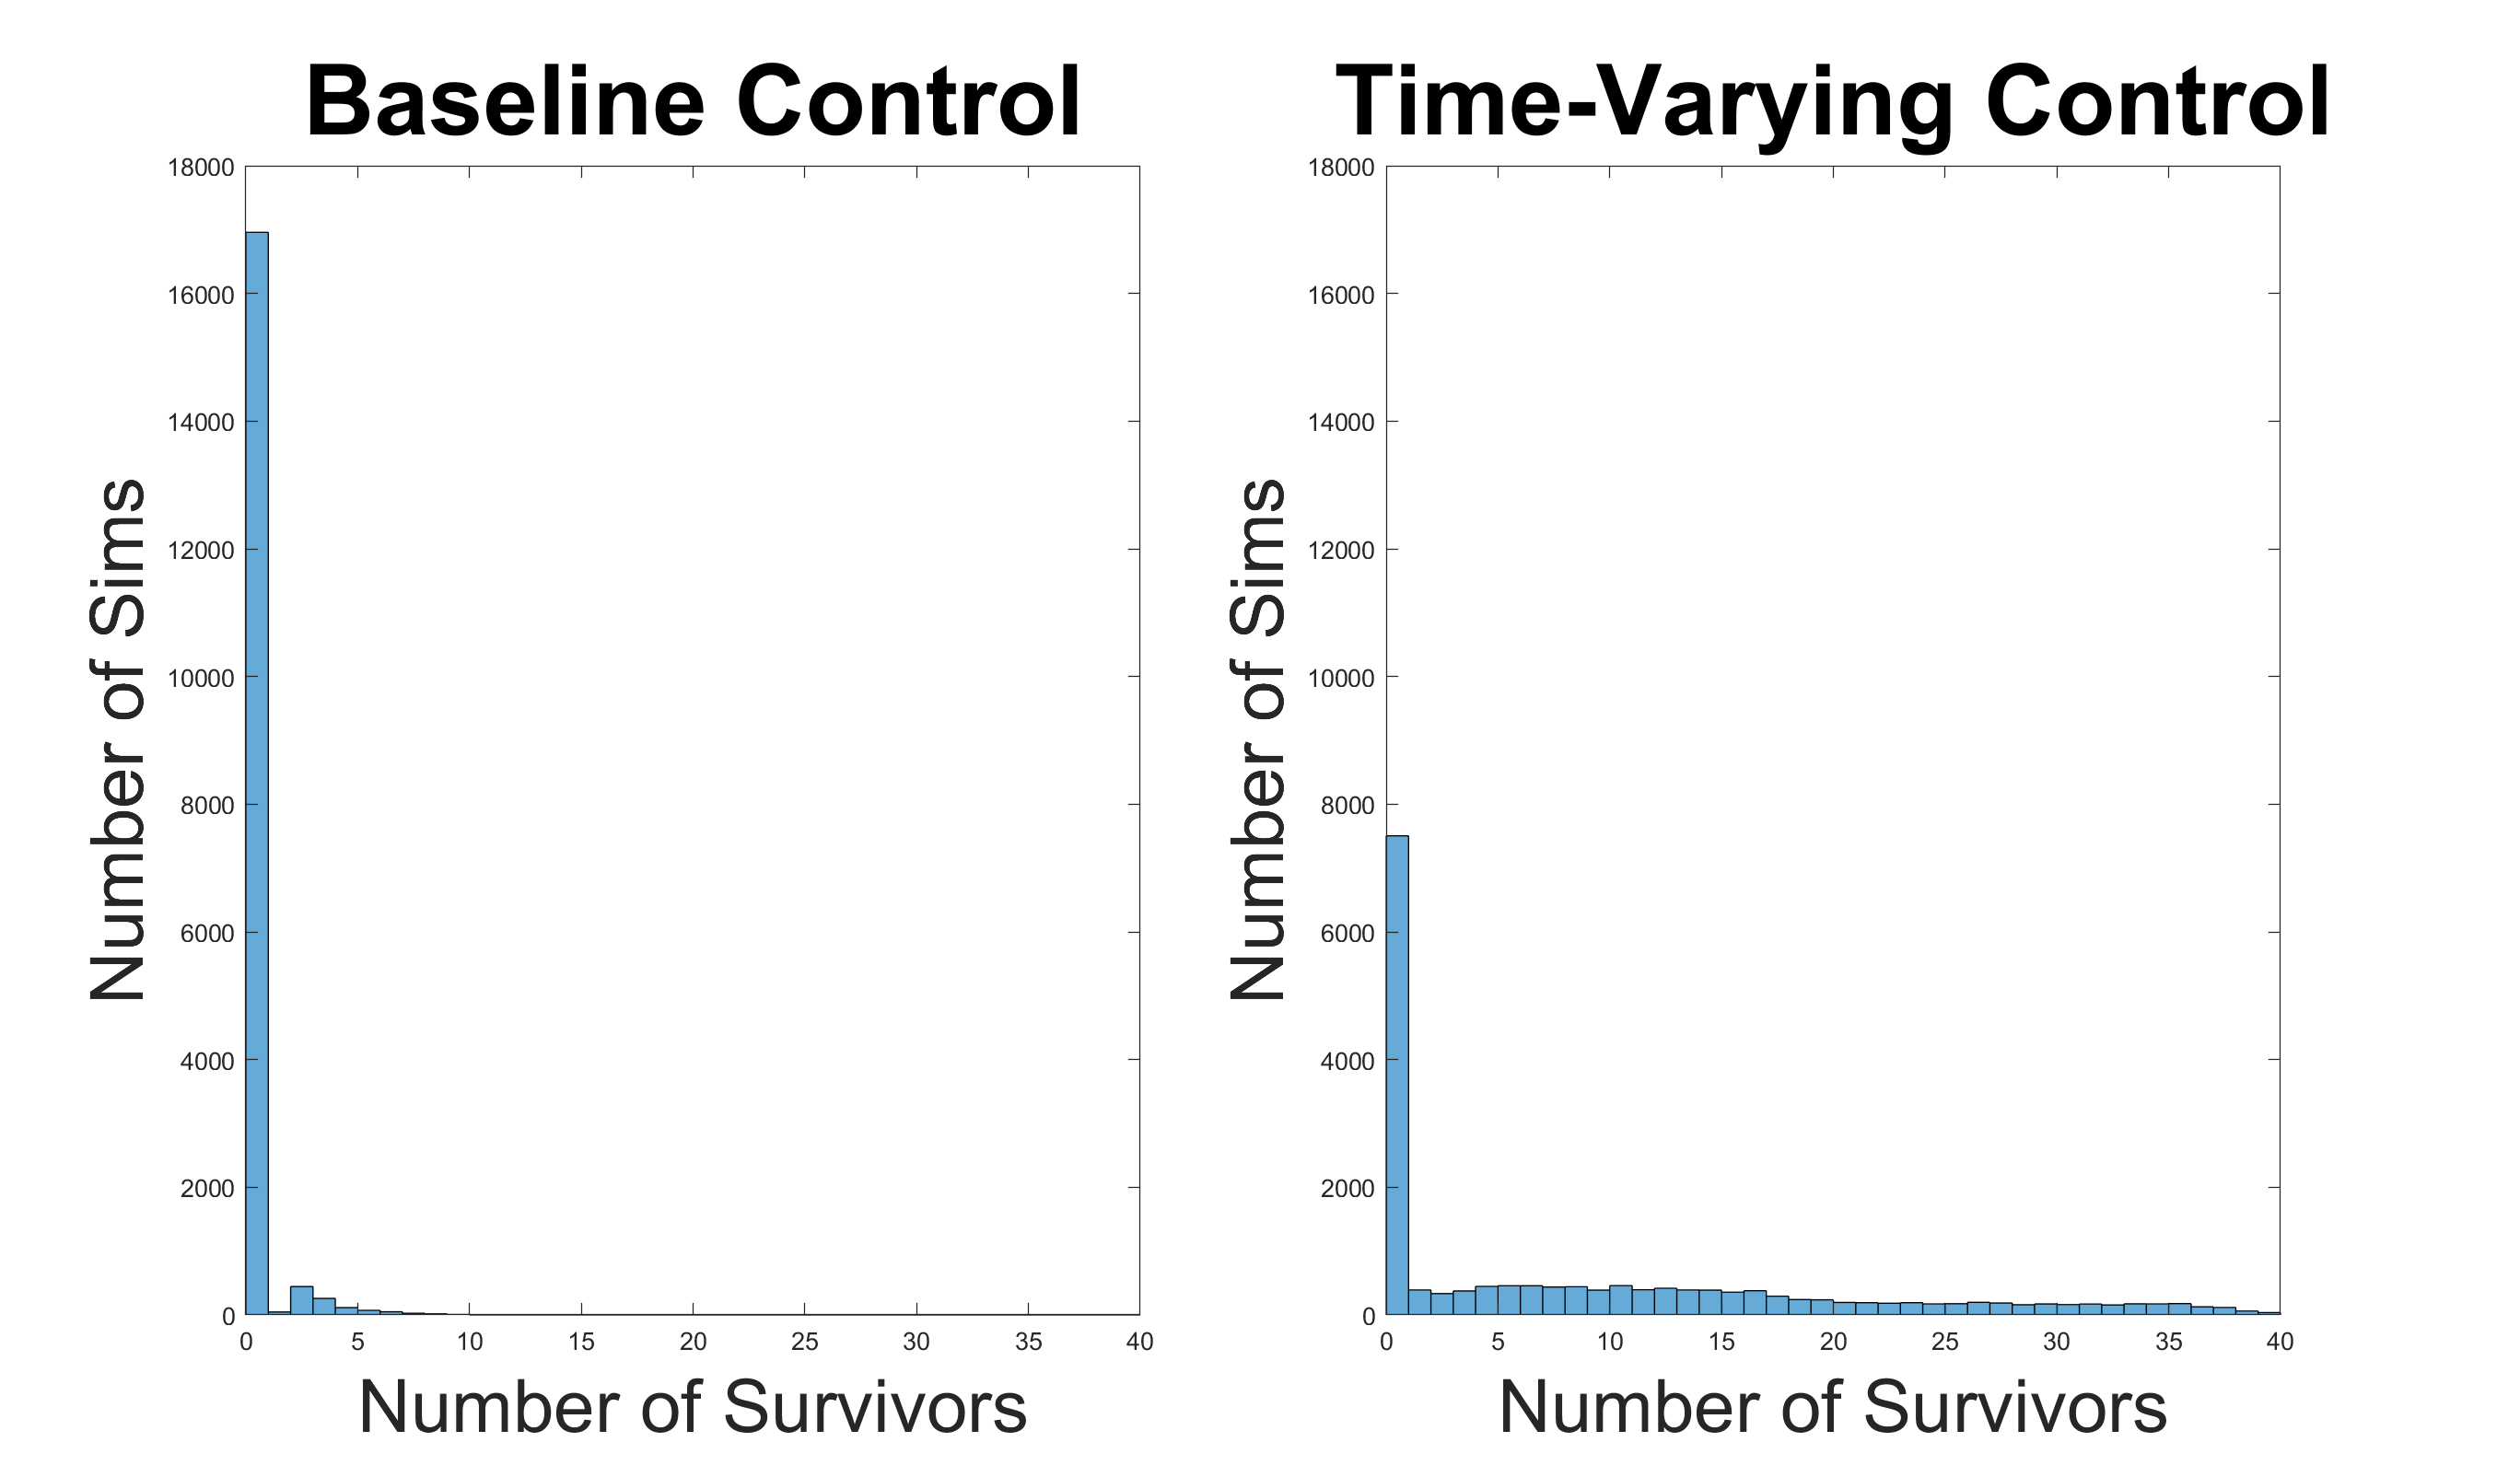 Baseline Control
18000
16000
14000
12000
10000
8000
6000
4000
2000
0
Number of Sims
0 5 10 15 20 25 30 35 40
Number of Survivors
Time-Varying Control
18000
16000
14000
12000
10000
8000
6000
4000
2000
0
Number of Sims
0 5 10 15 20 25 30 35 40
Number of Survivors